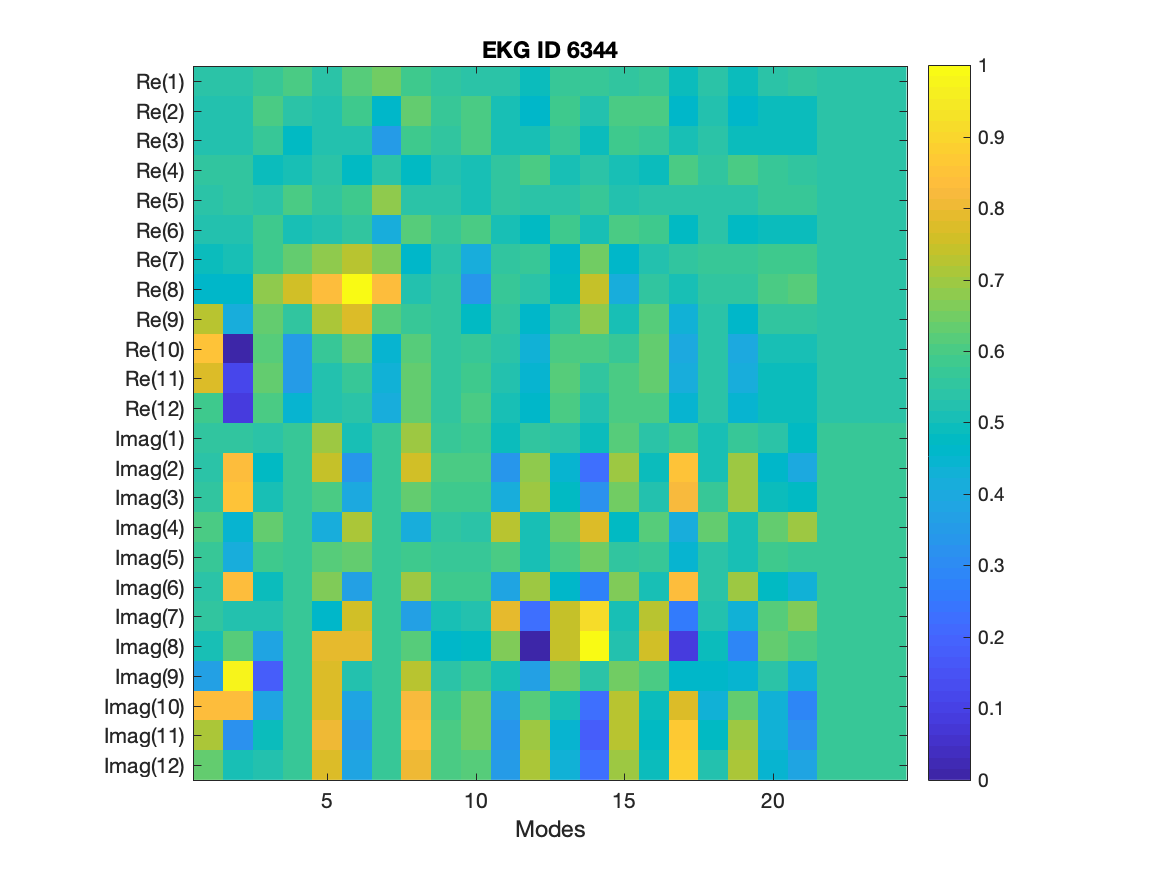 EKG ID 6344
Re(1)
Re(2)
Re(3)
Re(4)
Re(5)
Re(6)
Re(7)
Re(8)
Re(9)
Re(10)
Re(11)
Re(12)
Imag(1)
Imag(2)
Imag(3)
Imag(4)
Imag(5)
Imag(6)
Imag(7)
Imag(8)
Imag(9)
Imag(10)
Imag(11)
Imag(12)
5 10 15 20
Modes
1
0.9
0.8
0.7
0.6
0.5
0.4
0.3
0.2
0.1
0